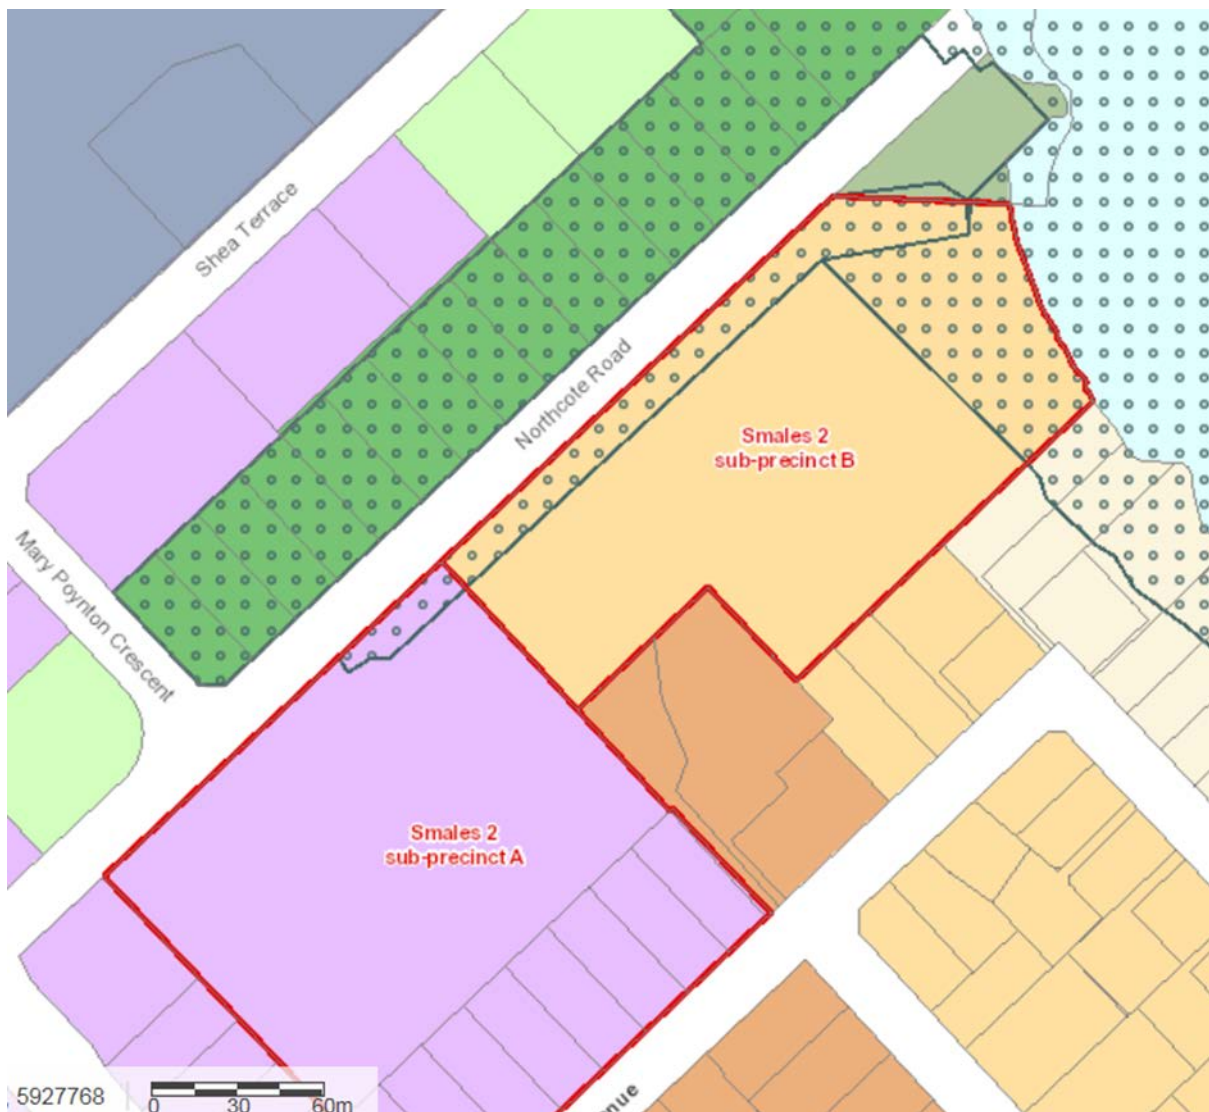 Shea Terrace
Northcote Road
Smales 2
sub-precinct B
Mary Poynton Crescent
Smales 2
sub-precinct A
5927768
0 30 60m
nue